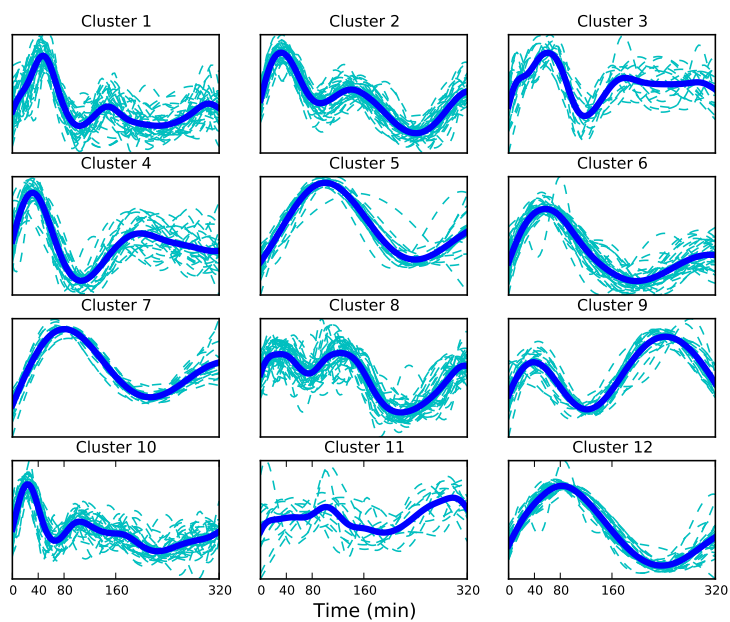 Cluster 1
Cluster 2
Cluster 3
Cluster 4
Cluster 5
Cluster 6
Cluster 7
Cluster 8
Cluster 9
Cluster 10
Cluster 11
Cluster 12
0 40 80 160 320
0 40 80 160 320
0 40 80 160 320
Time (min)